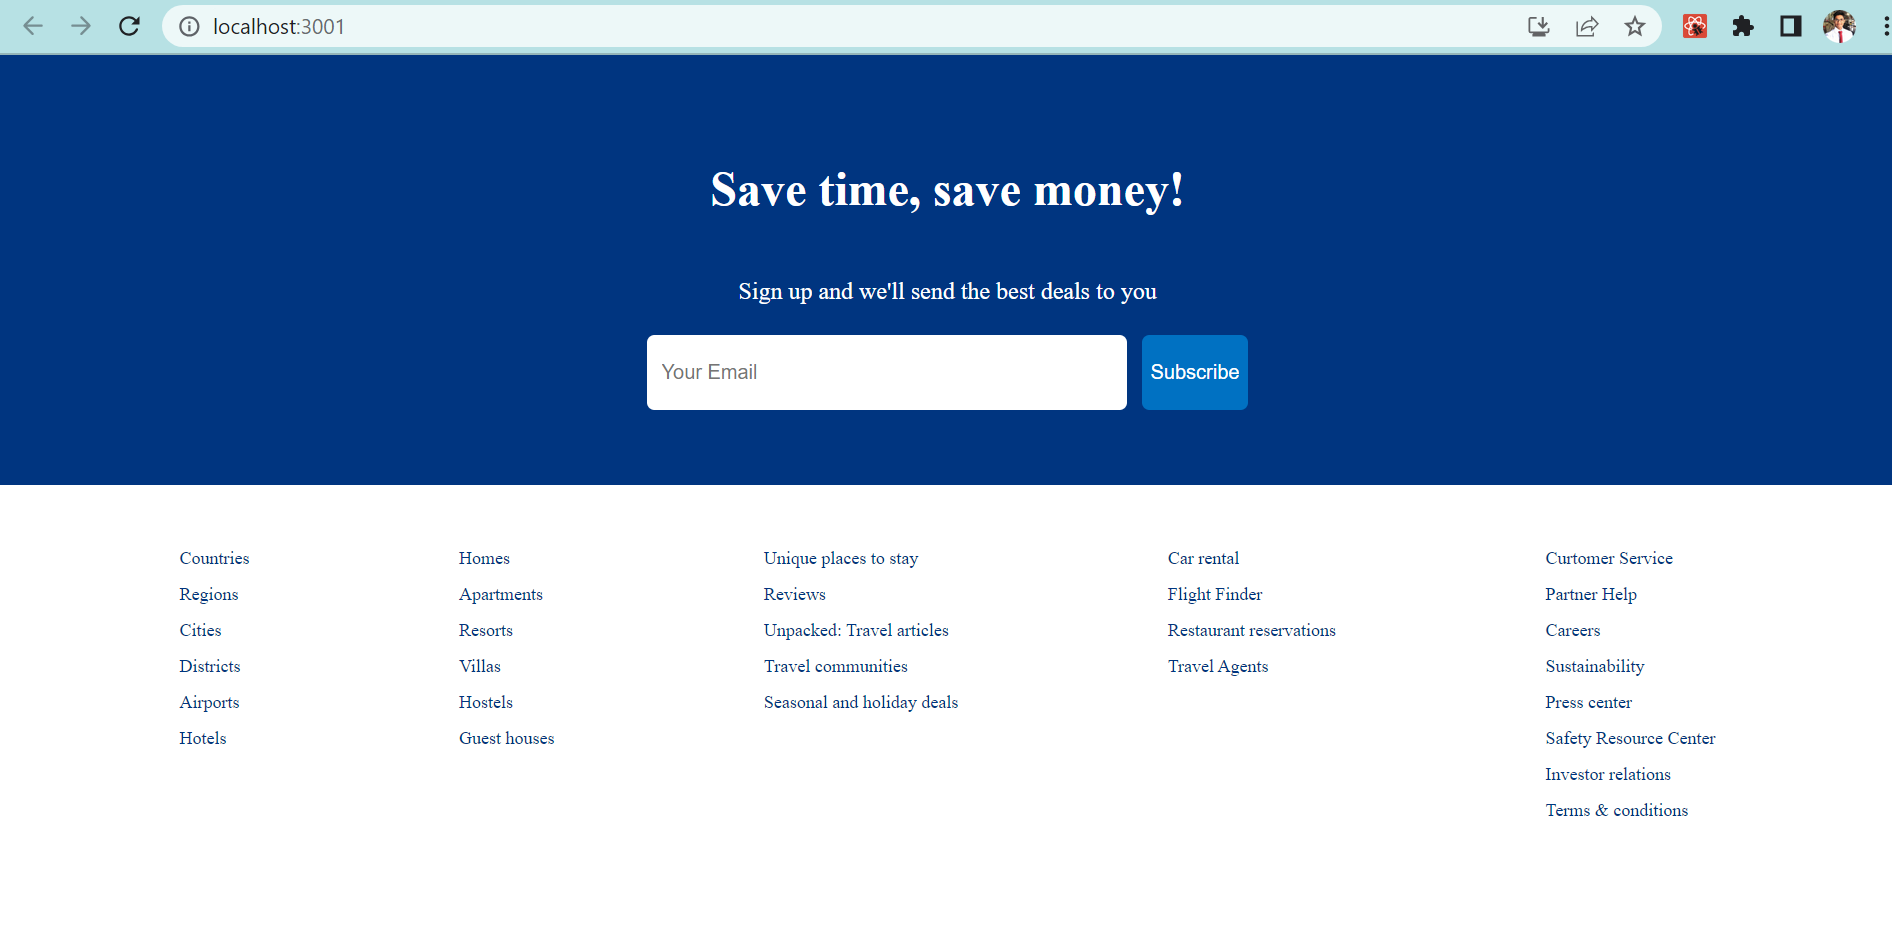 localhost:3001
Save time, save money!
Sign up and we'll send the best deals to you
Your Email
Subscribe
Countries
Regions
Cities
Districts
Airports
Hotels
Homes
Apartments
Resorts
Villas
Hostels
Guest houses
Unique places to stay
Reviews
Unpacked: Travel articles
Travel communities
Seasonal and holiday deals
Car rental
Flight Finder
Restaurant reservations
Travel Agents
Curtomer Service
Partner Help
Careers
Sustainability
Press center
Safety Resource Center
Investor relations
Terms & conditions